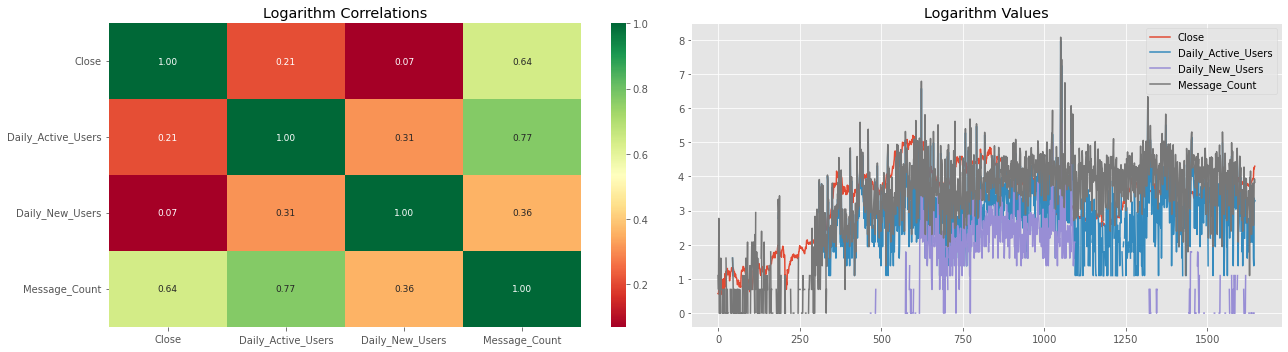 Logarithm Correlations
Close
Daily_Active_Users
Daily_New_Users
Message_Count
1.00 0.21 0.07 0.64
0.21 1.00 0.31 0.77
0.07 0.31 1.00 0.36
0.64 0.77 0.36 1.00
Close Daily_Active_Users Daily_New_Users Message_Count
1.0
0.8
0.6
0.4
0.2
Logarithm Values
8
7
6
5
4
3
2
1
0
0 250 500 750 1000 1250 1500
Close
Daily_Active_Users
Daily_New_Users
Message_Count